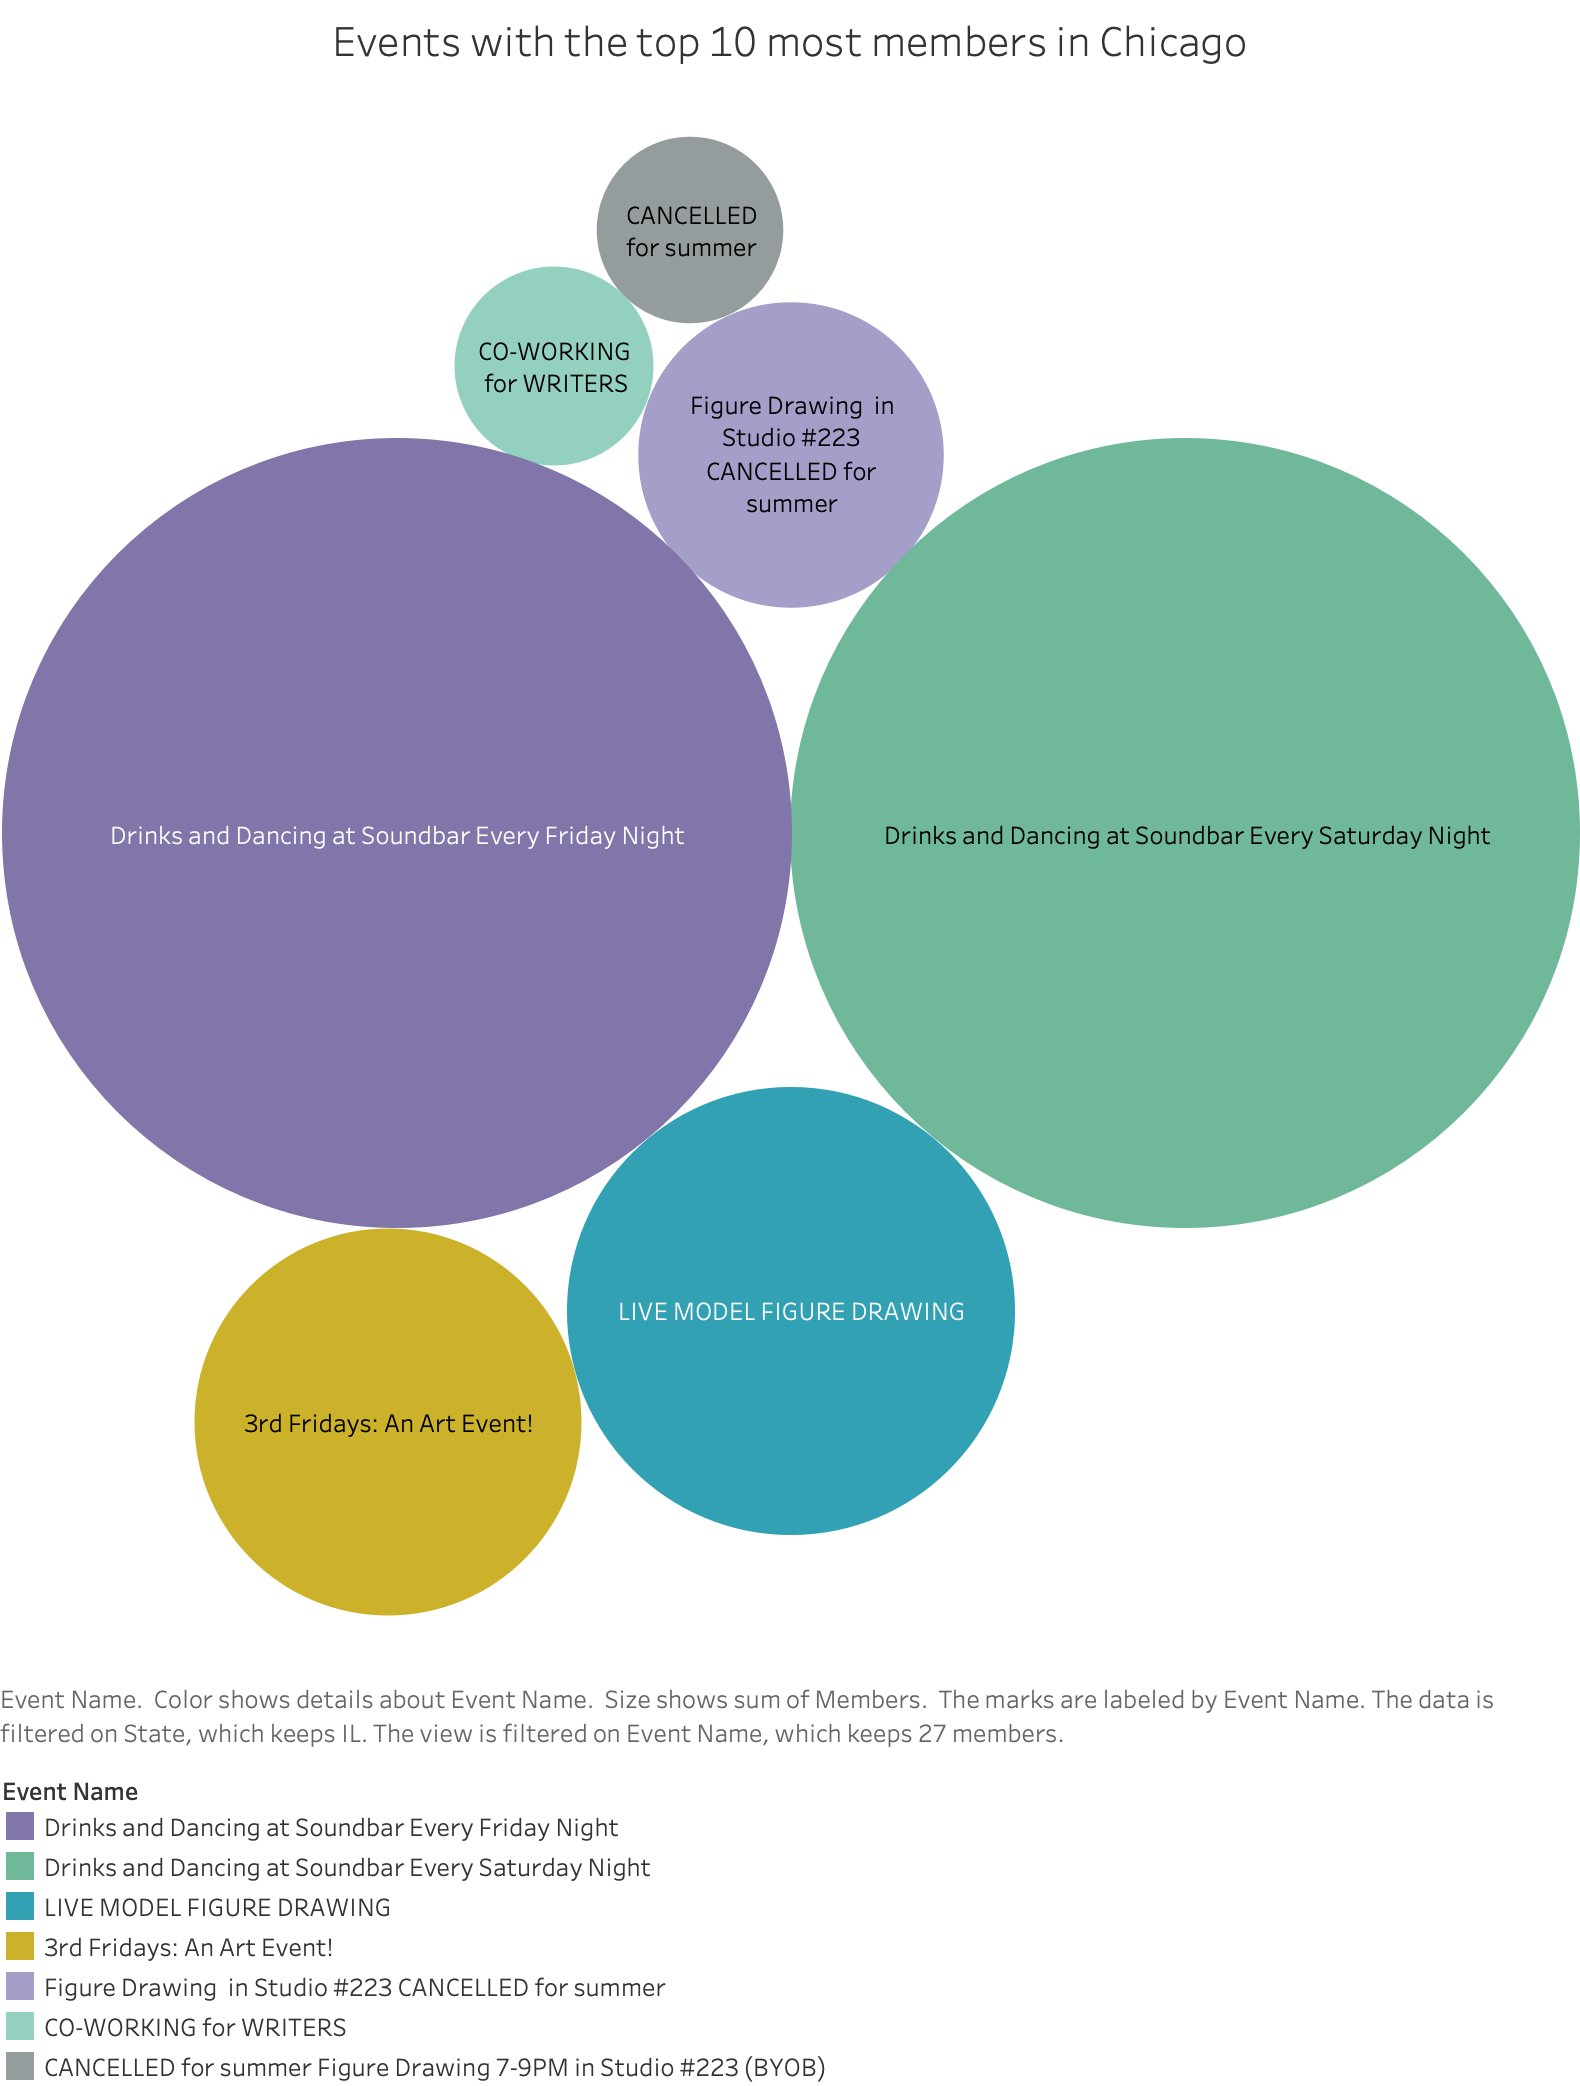 Events with the top 10 most members in Chicago
CANCELLED
for summer
CO-WORKING
for WRITERS
Figure Drawing  in
Studio #223
CANCELLED for
summer
Drinks and Dancing at Soundbar Every Friday Night
Drinks and Dancing at Soundbar Every Saturday Night
LIVE MODEL FIGURE DRAWING
3rd Fridays: An Art Event!
Event Name.  Color shows details about Event Name.  Size shows sum of Members.  The marks are labeled by Event Name. The data is
filtered on State, which keeps IL. The view is filtered on Event Name, which keeps 27 members.
Event Name
Drinks and Dancing at Soundbar Every Friday Night
Drinks and Dancing at Soundbar Every Saturday Night
LIVE MODEL FIGURE DRAWING
3rd Fridays: An Art Event!
Figure Drawing  in Studio #223 CANCELLED for summer
CO-WORKING for WRITERS
CANCELLED for summer Figure Drawing 7-9PM in Studio #223 (BYOB)